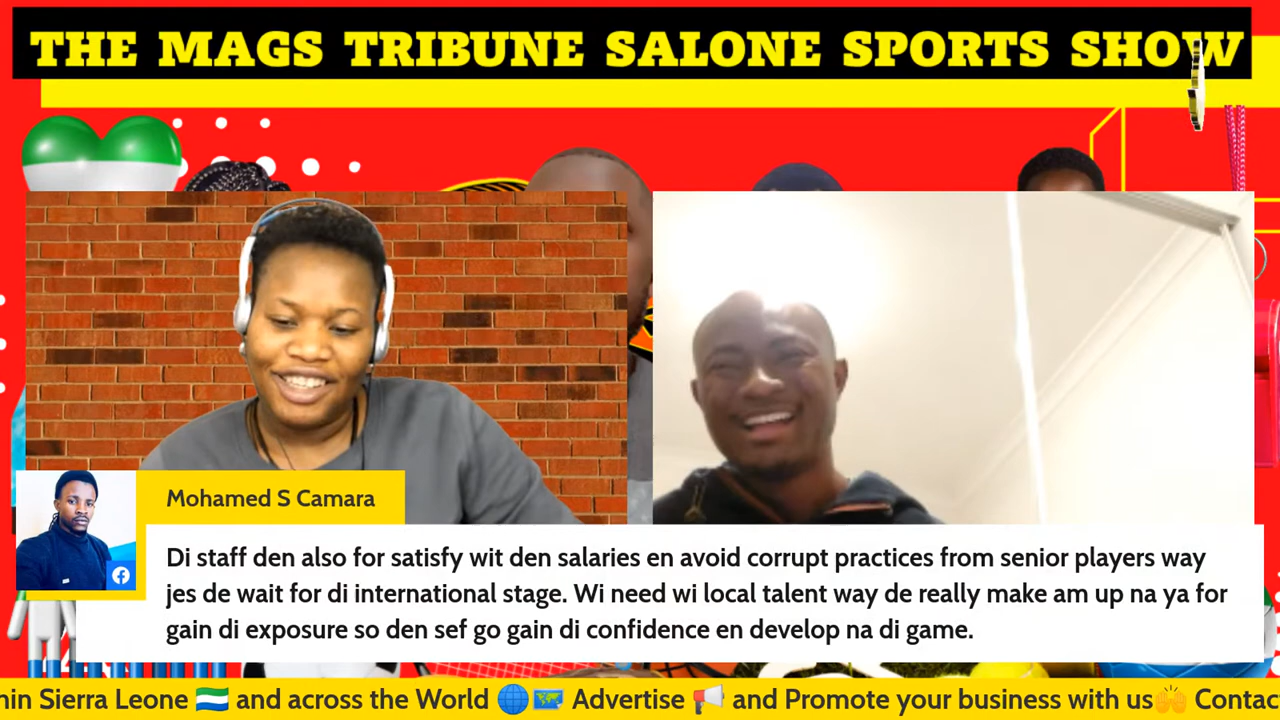 THE MAGS TRIBUNE SALONE SPORTS SHOW
Mohamed S Camara
Di staff den also for satisfy wit den salaries en avoid corrupt practices from senior players way
jes de wait for di international stage. Wi need wi local talent way de really make am up na ya for
gain di exposure so den sef go gain di confidence en develop na di game.
Sierra Leone 🇸🇱 and across the World 🌐🗺️ Advertise 📢 and Promote your business with us🙌